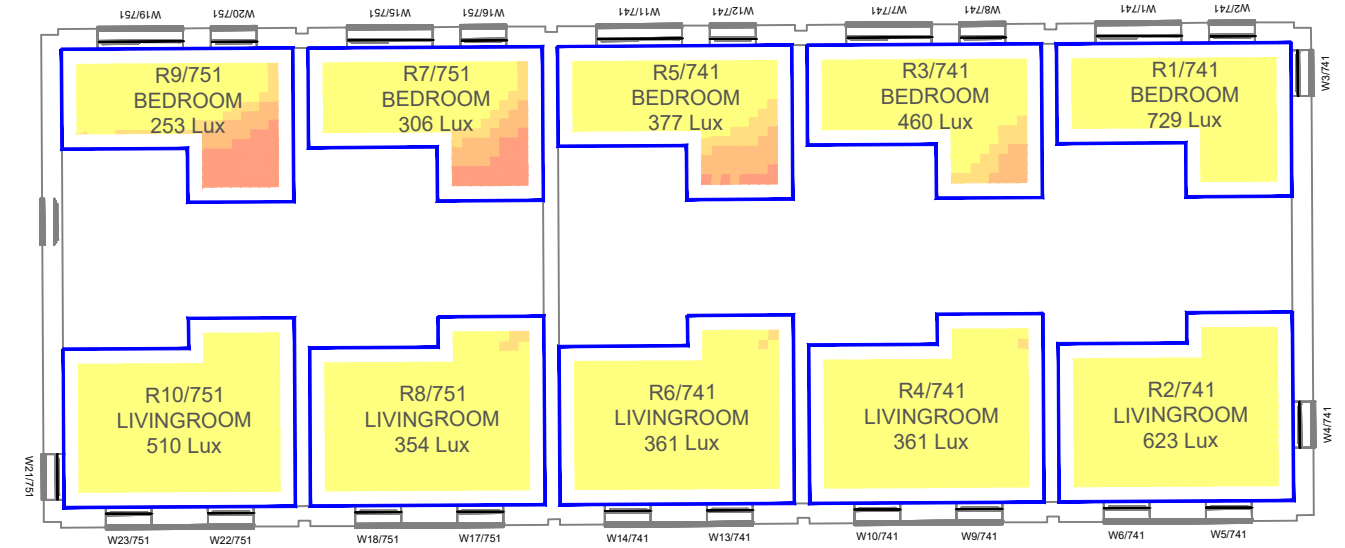 W19/751 W20/751 W15/751 W16/751 W11/741 W12/741 W7/741 W8/741 W1/741 W2/741
W3/741
R9/751
BEDROOM
253 Lux
R7/751
BEDROOM
306 Lux
R5/741
BEDROOM
377 Lux
R3/741
BEDROOM
460 Lux
R1/741
BEDROOM
729 Lux
R10/751
LIVINGROOM
510 Lux
R8/751
LIVINGROOM
354 Lux
R6/741
LIVINGROOM
361 Lux
R4/741
LIVINGROOM
361 Lux
R2/741
LIVINGROOM
623 Lux
W4/741
W21/751
W23/751 W22/751 W18/751 W17/751 W14/741 W13/741 W10/741 W9/741 W6/741 W5/741